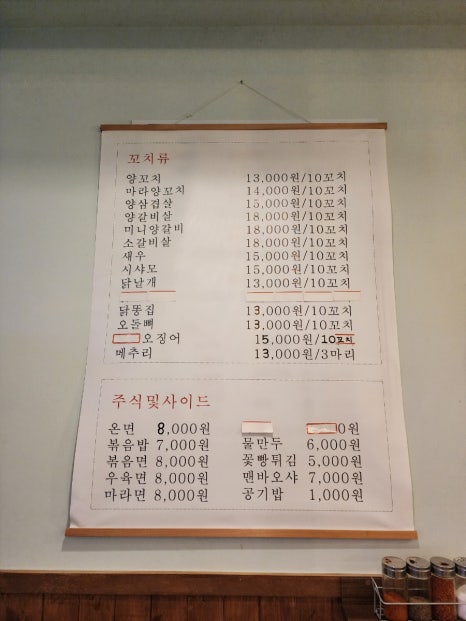 꼬치류
양꼬치 13,000원/10꼬치
마라양꼬치 14,000원/10꼬치
양삼겹살 15,000원/10꼬치
양갈비살 18,000원/10꼬치
미니양갈비 18,000원/10꼬치
소갈비살 18,000원/10꼬치
새우 15,000원/10꼬치
시샤모 15,000원/10꼬치
닭날개 13,000원/10꼬치
닭똥집 13,000원/10꼬치
오돌뼈 13,000원/10꼬치
오징어 15,000원/10꼬치
메추리 13,000원/3마리
주식및사이드
온면 8,000원 0원
볶음밥 7,000원 물만두 6,000원
볶음면 8,000원 꽃빵튀김 5,000원
우육면 8,000원 맨바오샤 7,000원
마라면 8,000원 공기밥 1,000원